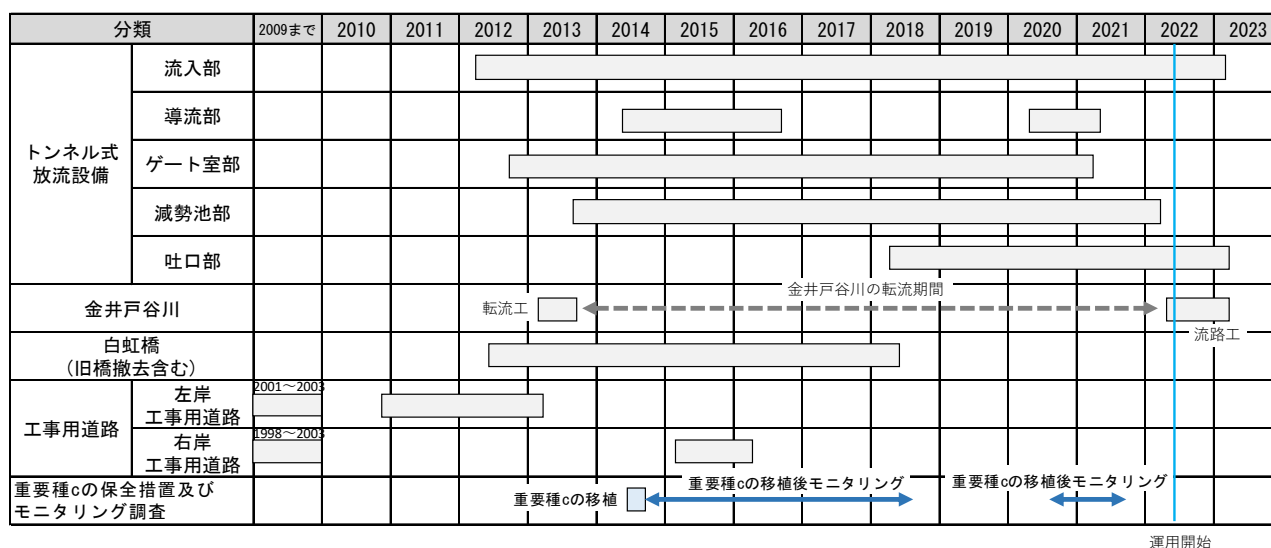 分類 2009まで 2010 2011 2012 2013 2014 2015 2016 2017 2018 2019 2020 2021 2022 2023
トンネル式
放流設備
流入部
導流部
ゲート室部
減勢池部
吐口部
金井戸谷川
転流工
金井戸谷川の転流期間
流路工
白虹橋
（旧橋撤去含む）
工事用道路
左岸
工事用道路
2001～2003
右岸
工事用道路
1998～2003
重要種cの保全措置及び
モニタリング調査
重要種cの移植
重要種cの移植後モニタリング
重要種cの移植後モニタリング
運用開始